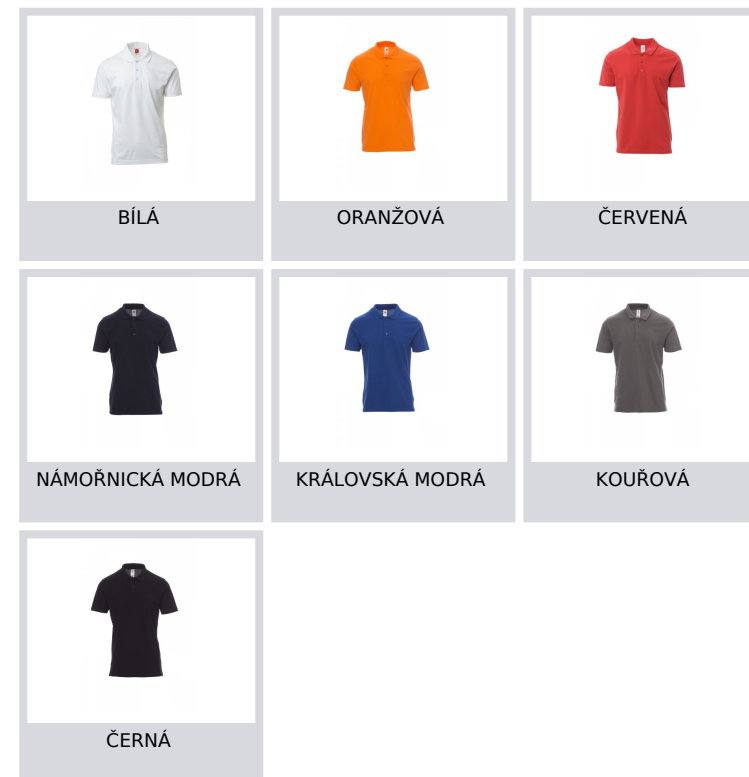 BÍLÁ
ORANŽOVÁ
ČERVENÁ
NÁMOŘNICKÁ MODRÁ
KRÁLOVSKÁ MODRÁ
KOUŘOVÁ
ČERNÁ